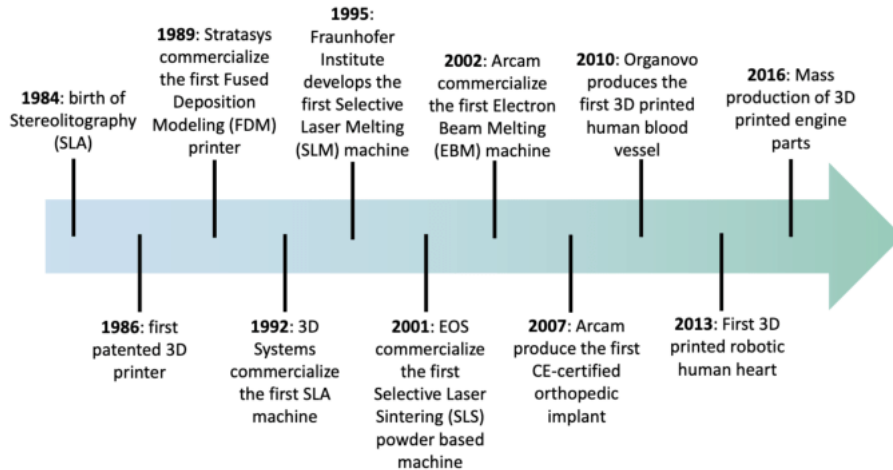 1984: birth of
Stereolitography
(SLA)
1989: Stratasys
commercialize
the first Fused
Deposition
Modeling (FDM)
printer
1995:
Fraunhofer
Institute
develops the
first Selective
Laser Melting
(SLM) machine
2002: Arcam
commercialize
the first Electron
Beam Melting
(EBM) machine
2010: Organovo
produces the
first 3D printed
human blood
vessel
2016: Mass
production of 3D
printed engine
parts
1986: first
patented 3D
printer
1992: 3D
Systems
commercialize
the first SLA
machine
2001: EOS
commercialize
the first
Selective Laser
Sintering (SLS)
powder based
machine
2007: Arcam
produce the first
CE-certified
orthopedic
implant
2013: First 3D
printed robotic
human heart